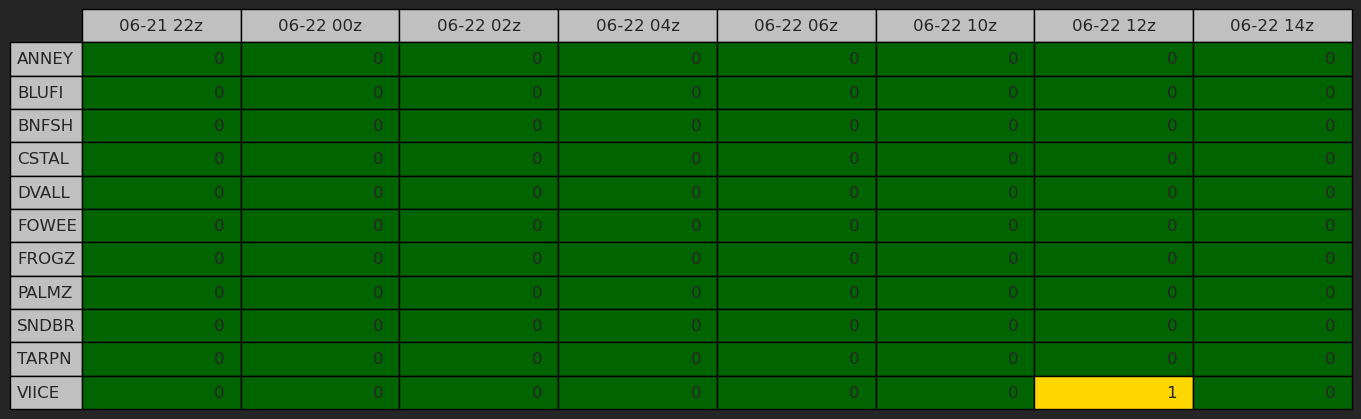 06-21 22z 06-22 00z 06-22 02z 06-22 04z 06-22 06z 06-22 10z 06-22 12z 06-22 14z
ANNEY 0 0 0 0 0 0 0 0
BLUFI 0 0 0 0 0 0 0 0
BNFSH 0 0 0 0 0 0 0 0
CSTAL 0 0 0 0 0 0 0 0
DVALL 0 0 0 0 0 0 0 0
FOWEE 0 0 0 0 0 0 0 0
FROGZ 0 0 0 0 0 0 0 0
PALMZ 0 0 0 0 0 0 0 0
SNDBR 0 0 0 0 0 0 0 0
TARPN 0 0 0 0 0 0 0 0
VIICE 0 0 0 0 0 0 1 0